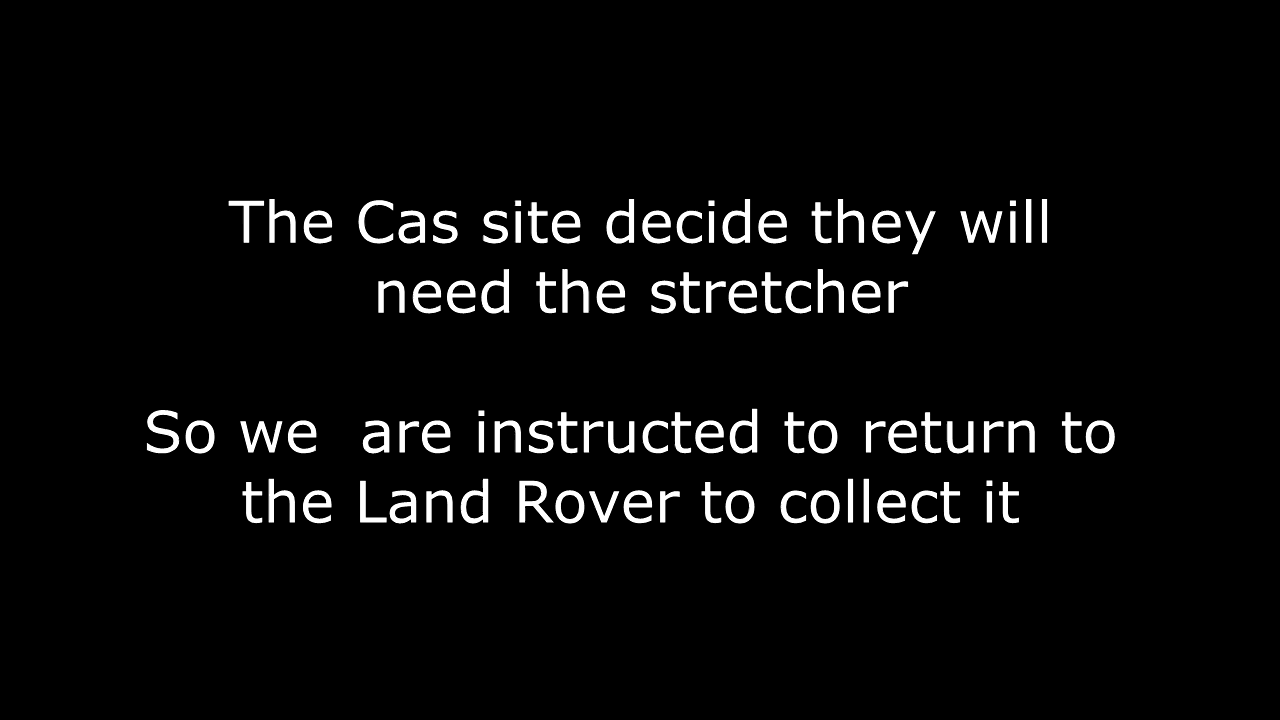 The Cas site decide they will
need the stretcher
So we  are instructed to return to
the Land Rover to collect it